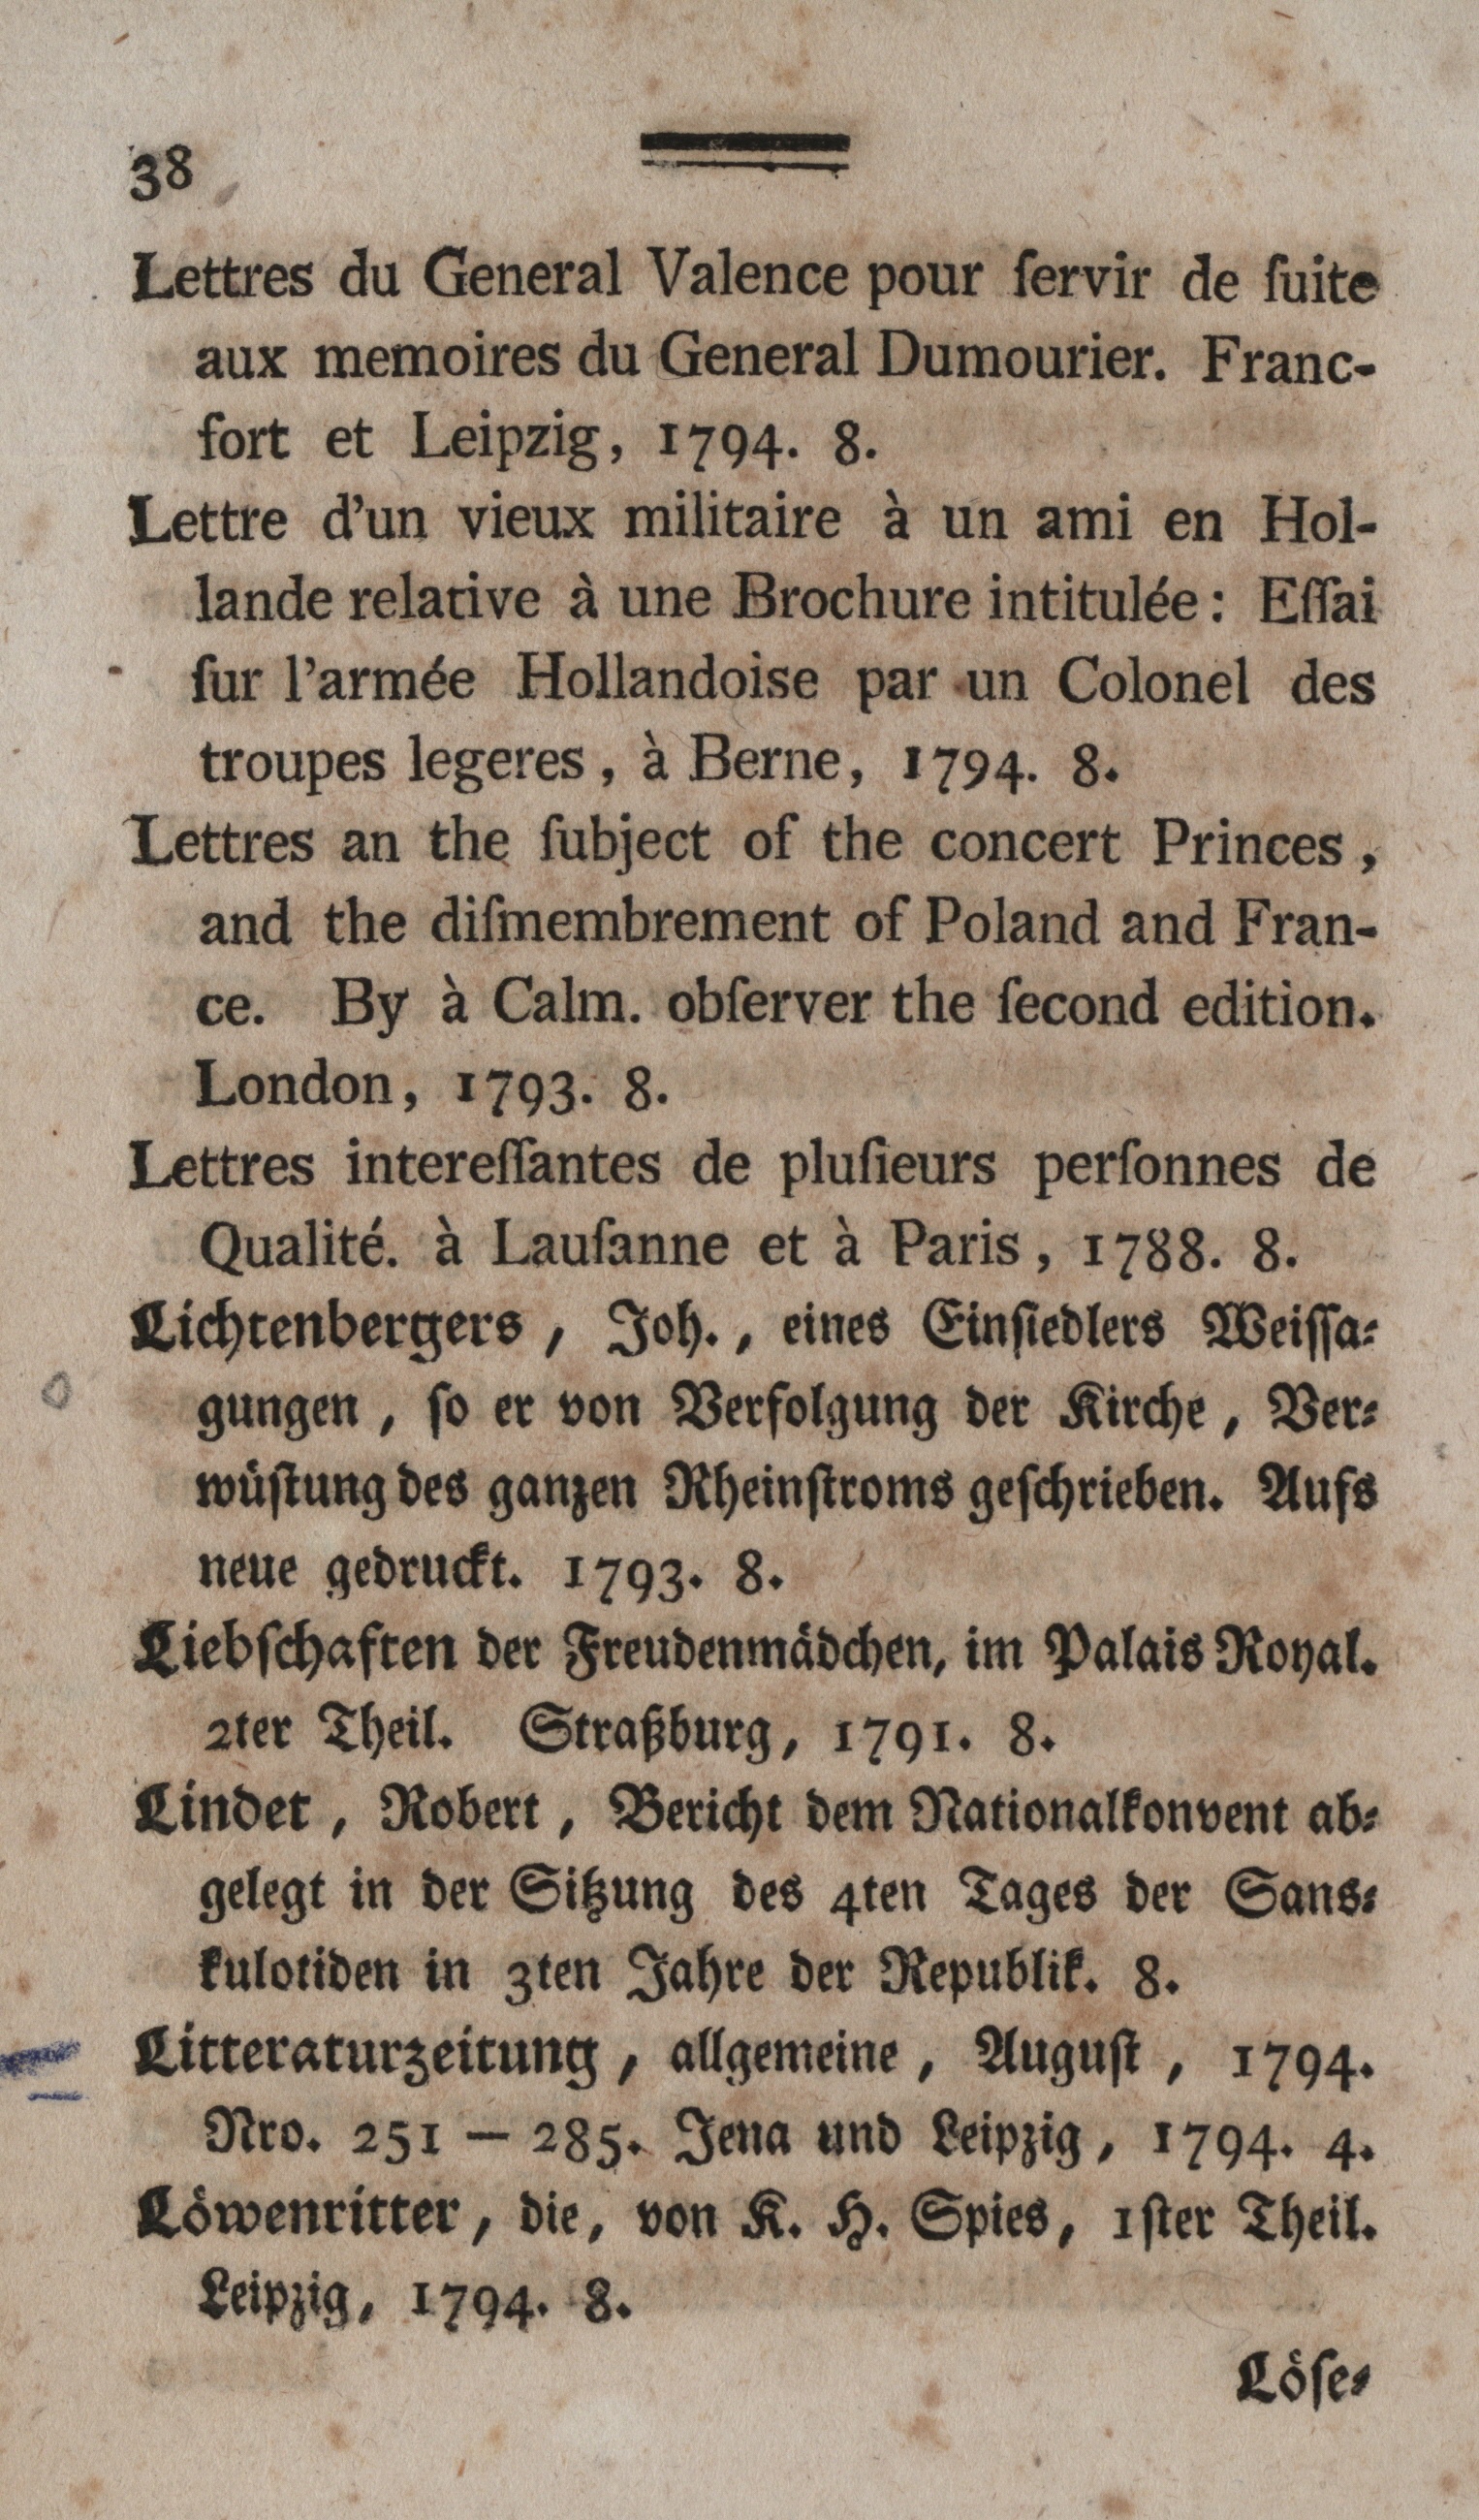 38
Lettres du General Valence pour ſervir de ſuite
aux memoires du General Dumourier. Franc-
fort et Leipzig, 1794. 8.
Lettre d'un vieux militaire à un ami en Hol-
lande relative à une Brochure intitulée: Eſſai
ſur l'armée Hollandoise par un Colonel des
troupes legeres, à Berne, 1794. 8.
Lettres an the ſubject of the concert Princes,
and the diſmembrement of Poland and Fran-
ce. By à Calm. obſerver the ſecond edition.
London, 1793. 8.
Lettres intereſſantes de pluſieurs perſonnes de
Qualité. à Lauſanne et à Paris, 1788. 8.
Lichtenbergers, Joh., eines Einſiedlers Weiſſa-
gungen, ſo er von Verfolgung der Kirche, Ver-
wüſtung des ganzen Rheinſtroms geſchrieben. Aufs
neue gedruckt. 1793. 8.
Liebſchaften der Freudenmädchen, im Palais Royal.
2ter Theil. Straßburg, 1791. 8.
Lindet, Robert, Bericht dem Nationalkonvent ab-
gelegt in der Sitzung des 4ten Tages der Sans-
kulotiden in 3ten Jahre der Republik. 8.
Litteraturzeitung, allgemeine, Auguſt, 1794.
Nro. 251 — 285. Jena und Leipzig, 1794. 4.
Löwenritter, die, von K. H. Spies, 1ſter Theil.
Leipzig, 1794. 8.
Löſe-